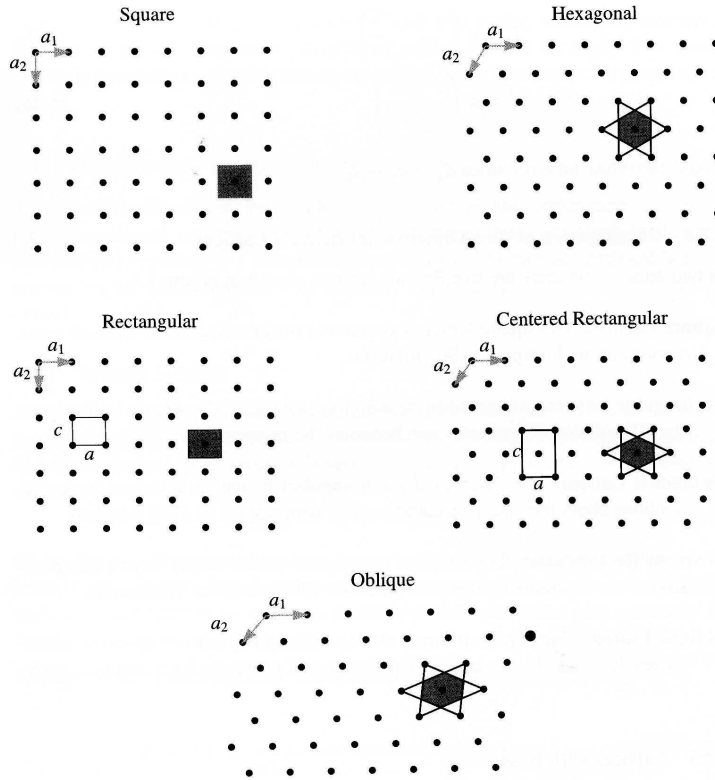 Square
a₁
a₂
Hexagonal
a₁
a₂
Rectangular
a₁
a₂
c
a
Centered Rectangular
a₁
a₂
c
a
Oblique
a₁
a₂